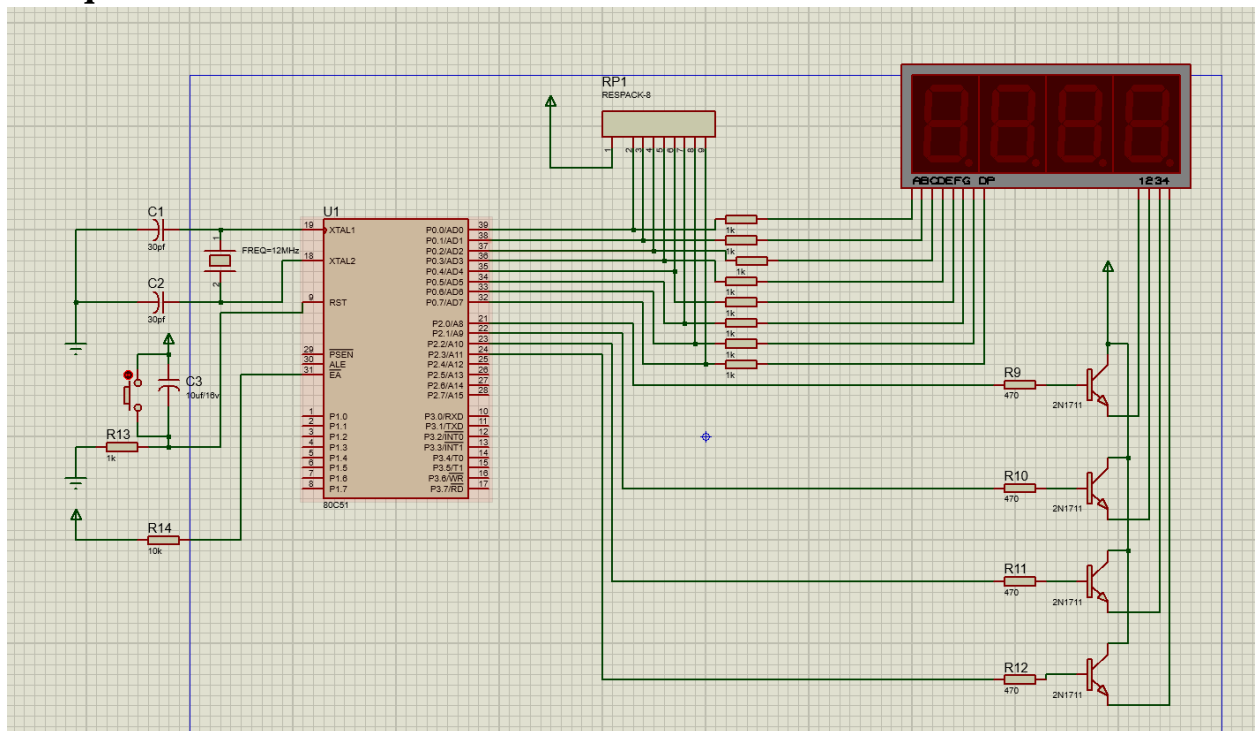 RP1
RESPACK-8
1
2
3
4
5
6
7
8
9
ABCDEFG DP
1234
C1
30pf
C2
30pf
1
2
FREQ=12MHz
U1
19
XTAL1
18
XTAL2
9
RST
29
PSEN
30
ALE
31
EA
1
P1.0
2
P1.1
3
P1.2
4
P1.3
5
P1.4
6
P1.5
7
P1.6
8
P1.7
P0.0/AD0
39
P0.1/AD1
38
P0.2/AD2
37
P0.3/AD3
36
P0.4/AD4
35
P0.5/AD5
34
P0.6/AD6
33
P0.7/AD7
32
P2.0/A8
21
P2.1/A9
22
P2.2/A10
23
P2.3/A11
24
P2.4/A12
25
P2.5/A13
26
P2.6/A14
27
P2.7/A15
28
P3.0/RXD
10
P3.1/TXD
11
P3.2/INT0
12
P3.3/INT1
13
P3.4/T0
14
P3.5/T1
15
P3.6/WR
16
P3.7/RD
17
80C51
C3
10uf/16v
R13
1k
R14
10k
1k
1k
1k
1k
1k
1k
1k
1k
R9
470
2N1711
R10
470
2N1711
R11
470
2N1711
R12
470
2N1711